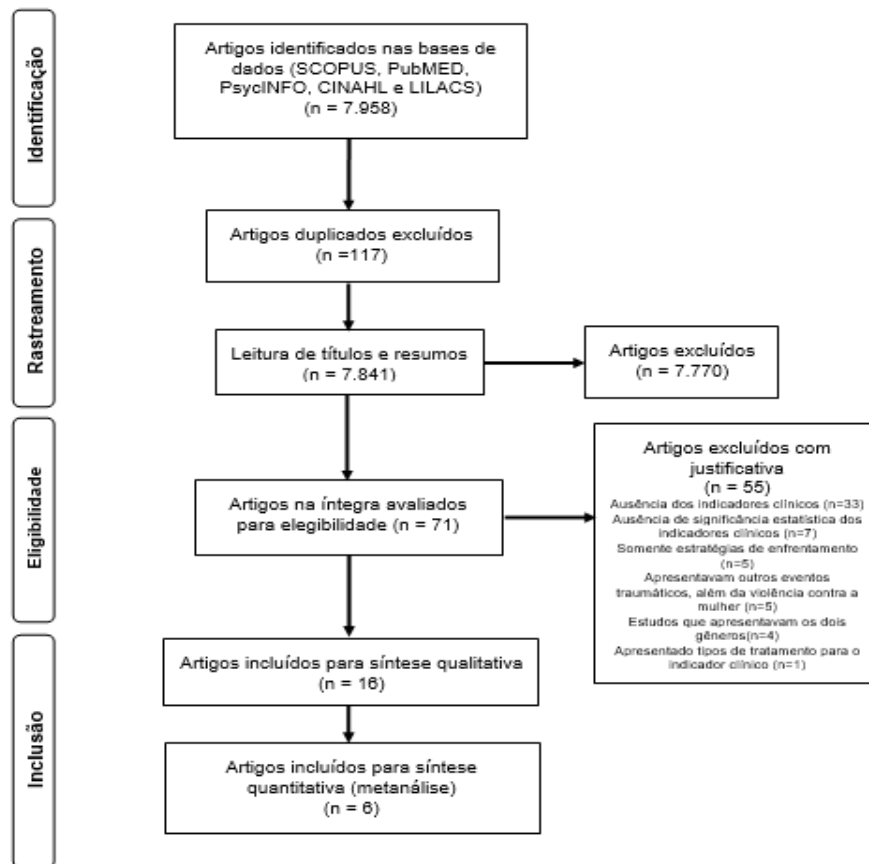 Identificação
Artigos identificados nas bases de
dados (SCOPUS, PubMED,
PsycINFO, CINAHL e LILACS)
(n = 7.958)
Rastreamento
Artigos duplicados excluídos
(n =117)
Leitura de títulos e resumos
(n = 7.841)
Artigos excluídos
(n = 7.770)
Eligibilidade
Artigos na íntegra avaliados
para elegibilidade (n = 71)
Artigos excluídos com
justificativa
(n = 55)
Ausência dos indicadores clínicos (n=33)
Ausência de significância estatística dos
indicadores clínicos (n=7)
Somente estratégias de enfrentamento
(n=5)
Apresentavam outros eventos
traumáticos, além da violência contra a
mulher (n=5)
Estudos que apresentavam os dois
gêneros(n=4)
Apresentado tipos de tratamento para o
indicador clínico (n=1)
Inclusão
Artigos incluídos para síntese qualitativa
(n = 16)
Artigos incluídos para síntese
quantitativa (metanálise)
(n = 6)